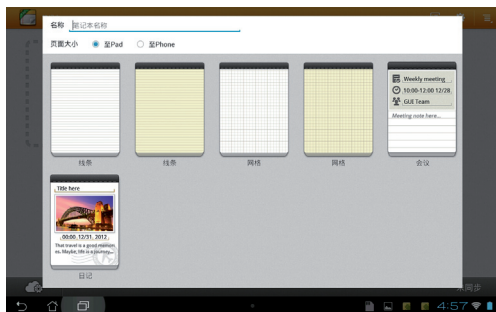 名称 笔记本名称
页面大小 至Pad 至Phone
线条
线条
网格
网格
Weekly meeting
10:00-12:00 12/28
GUI Team
Meeting note here...
会议
Title here
00:00, 12/31, 2012
That travel is a good memori
es. Maybe, life is a journey...
日记
未同步
4:57